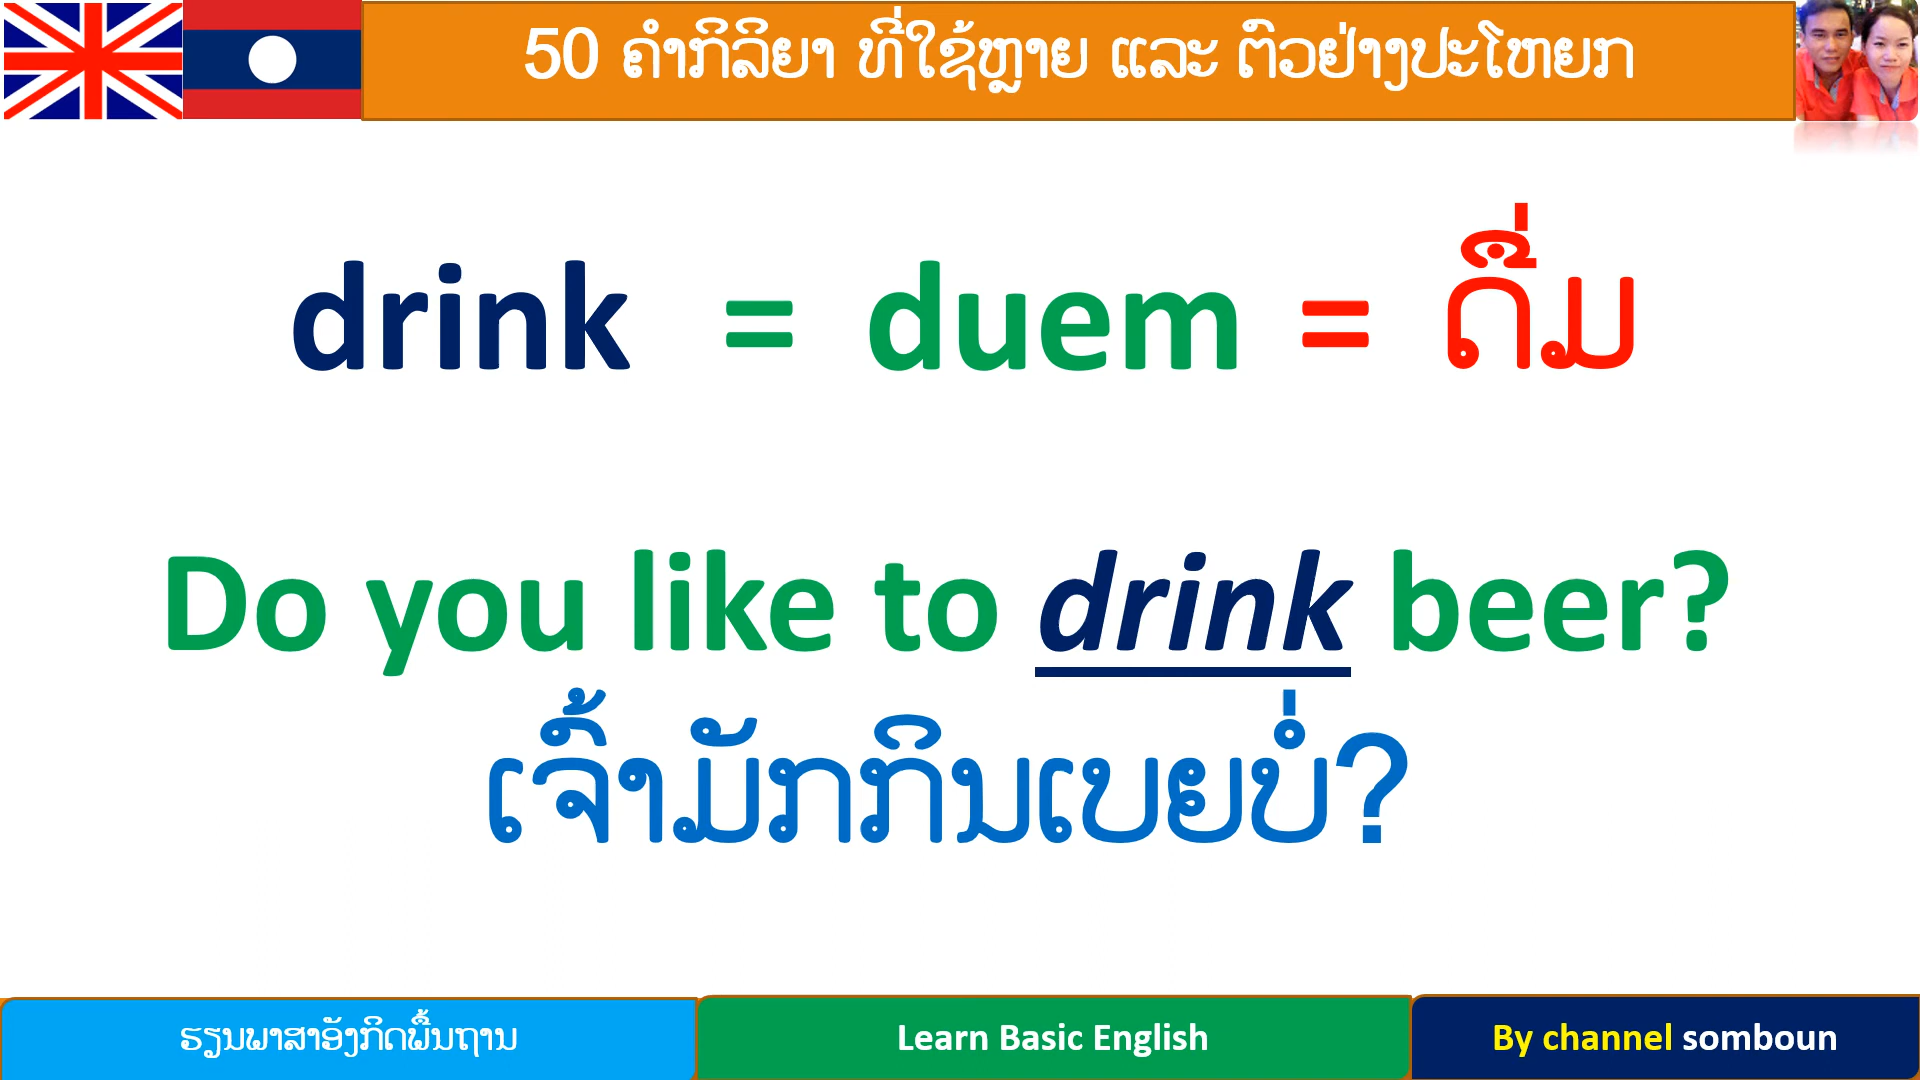 50 ຄຳກິລິຍາ ທີ່ໃຊ້ຫຼາຍ ແລະ ຕົວຢ່າງປະໂຫຍກ
drink = duem = ດື່ມ
Do you like to drink beer?
ເຈົ້າມັກກິນເບຍບໍ່?
ຮຽນພາສາອັງກິດພື້ນຖານ
Learn Basic English
By channel somboun